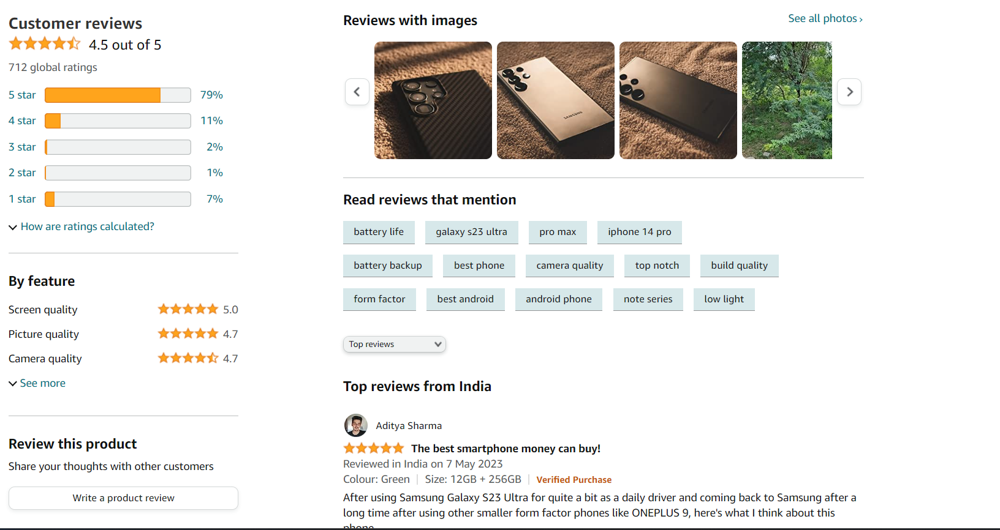 Customer reviews
4.5 out of 5
712 global ratings
5 star 79%
4 star 11%
3 star 2%
2 star 1%
1 star 7%
How are ratings calculated?
By feature
Screen quality 5.0
Picture quality 4.7
Camera quality 4.7
See more
Review this product
Share your thoughts with other customers
Write a product review
Reviews with images
See all photos ›
SAMSUNG
Read reviews that mention
battery life galaxy s23 ultra pro max iphone 14 pro
battery backup best phone camera quality top notch build quality
form factor best android android phone note series low light
Top reviews
Top reviews from India
Aditya Sharma
The best smartphone money can buy!
Reviewed in India on 7 May 2023
Colour: Green | Size: 12GB + 256GB | Verified Purchase
After using Samsung Galaxy S23 Ultra for quite a bit as a daily driver and coming back to Samsung after a
long time after using other smaller form factor phones like ONEPLUS 9, here's what I think about this
phone